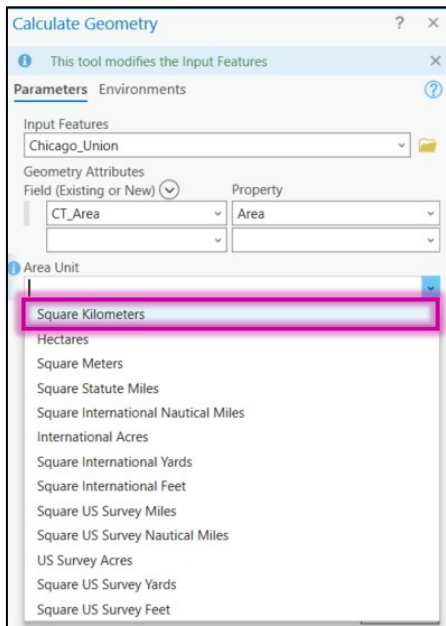 Calculate Geometry ? ×
This tool modifies the Input Features ×
Parameters Environments ?
Input Features
Chicago_Union
Geometry Attributes
Field (Existing or New) Property
CT_Area Area
Area Unit
Square Kilometers
Hectares
Square Meters
Square Statute Miles
Square International Nautical Miles
International Acres
Square International Yards
Square International Feet
Square US Survey Miles
Square US Survey Nautical Miles
US Survey Acres
Square US Survey Yards
Square US Survey Feet